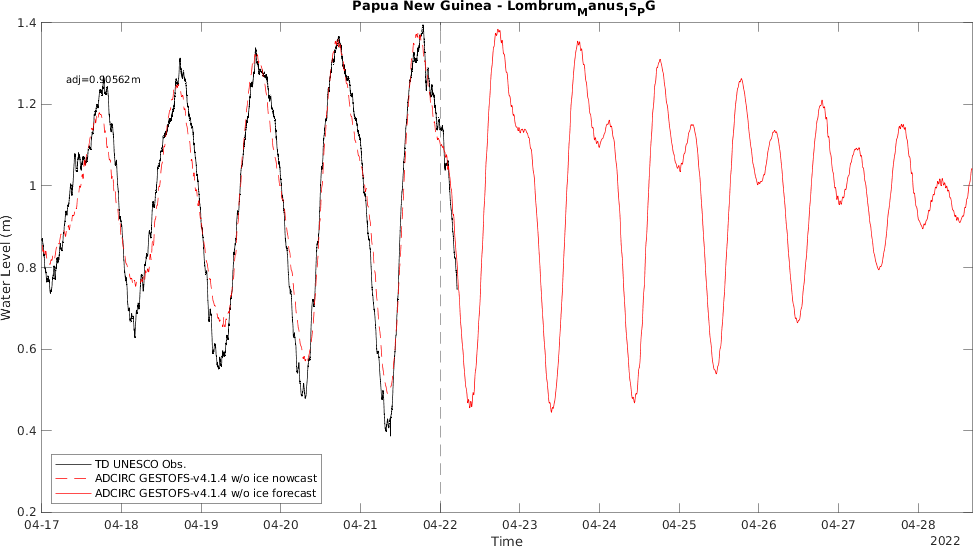 Papua New Guinea - Lombrum_Manus_Is_PG
1.4
adj=0.90562m
1.2
1
Water Level (m)
0.8
0.6
0.4
TD UNESCO Obs.
ADCIRC GESTOFS-v4.1.4 w/o ice nowcast
ADCIRC GESTOFS-v4.1.4 w/o ice forecast
0.2
04-17 04-18 04-19 04-20 04-21 04-22 04-23 04-24 04-25 04-26 04-27 04-28
Time
2022